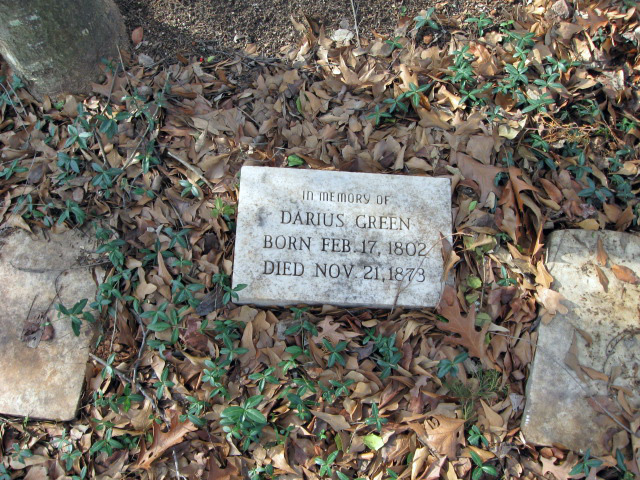 IN MEMORY OF
DARIUS GREEN
BORN FEB. 17, 1802
DIED NOV. 21, 1873